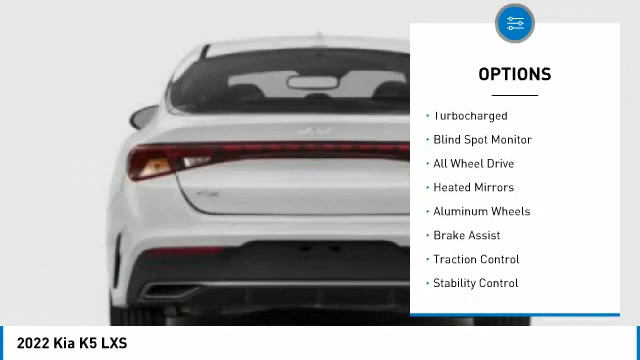 OPTIONS
Turbocharged
Blind Spot Monitor
All Wheel Drive
Heated Mirrors
Aluminum Wheels
Brake Assist
Traction Control
Stability Control
2022 Kia K5 LXS